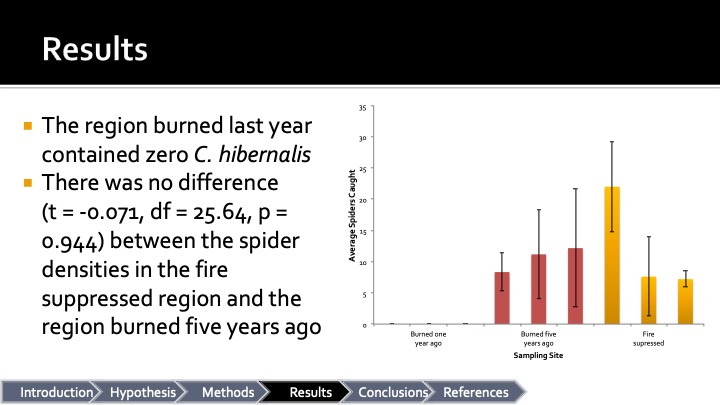 Results
The region burned last year
contained zero C. hibernalis
There was no difference
(t = -0.071, df = 25.64, p =
0.944) between the spider
densities in the fire
suppressed region and the
region burned five years ago
35
30
25
20
15
10
5
0
Average Spiders Caught
Burned one
year ago
Burned five
years ago
Fire
supressed
Sampling Site
Introduction
Hypothesis
Methods
Results
Conclusions
References